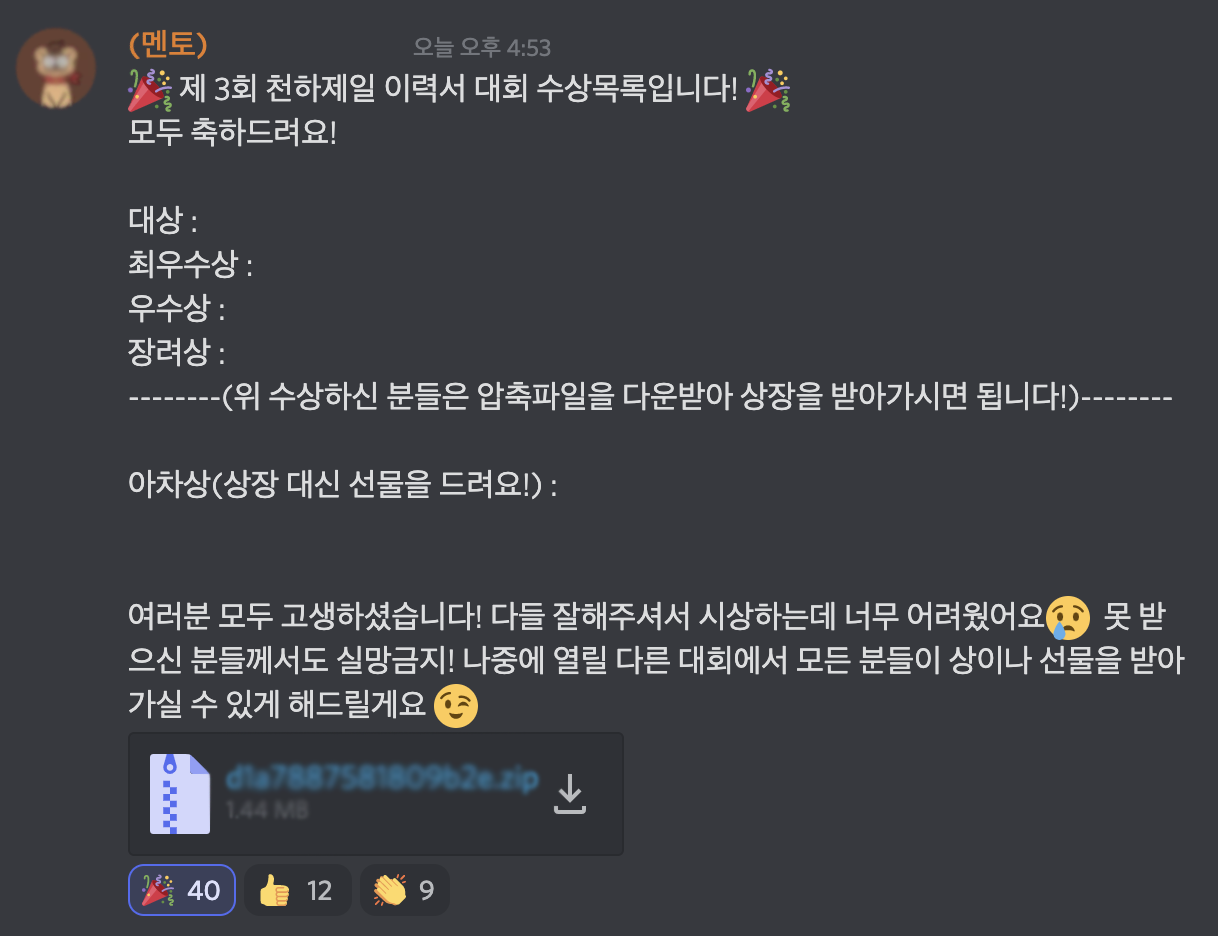 (멘토) 오늘 오후 4:53
제 3회 천하제일 이력서 대회 수상목록입니다!
모두 축하드려요!
대상 :
최우수상 :
우수상 :
장려상 :
--------(위 수상하신 분들은 압축파일을 다운받아 상장을 받아가시면 됩니다!)--------
아차상(상장 대신 선물을 드려요!) :
여러분 모두 고생하셨습니다! 다들 잘해주셔서 시상하는데 너무 어려웠어요😢 못 받
으신 분들께서도 실망금지! 나중에 열릴 다른 대회에서 모든 분들이 상이나 선물을 받아
가실 수 있게 해드릴게요 😉
d1a7887581809b2e.zip
1.44 MB
40 12 9